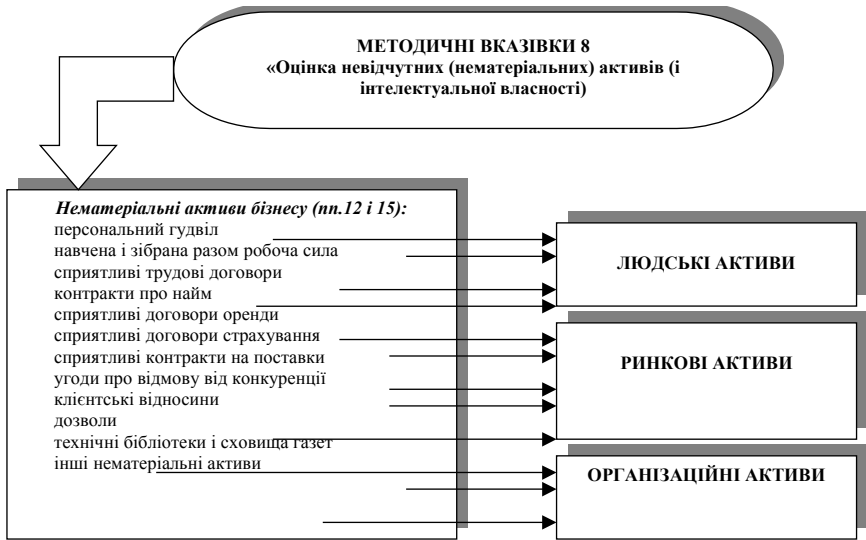 МЕТОДИЧНІ ВКАЗІВКИ 8
«Оцінка невідчутних (нематеріальних) активів (і
інтелектуальної власності)
Нематеріальні активи бізнесу (пп.12 і 15):
персональний гудвіл
навчена і зібрана разом робоча сила
сприятливі трудові договори
контракти про найм
сприятливі договори оренди
сприятливі договори страхування
сприятливі контракти на поставки
угоди про відмову від конкуренції
клієнтські відносини
дозволи
технічні бібліотеки і сховища газет
інші нематеріальні активи
ЛЮДСЬКІ АКТИВИ
РИНКОВІ АКТИВИ
ОРГАНІЗАЦІЙНІ АКТИВИ